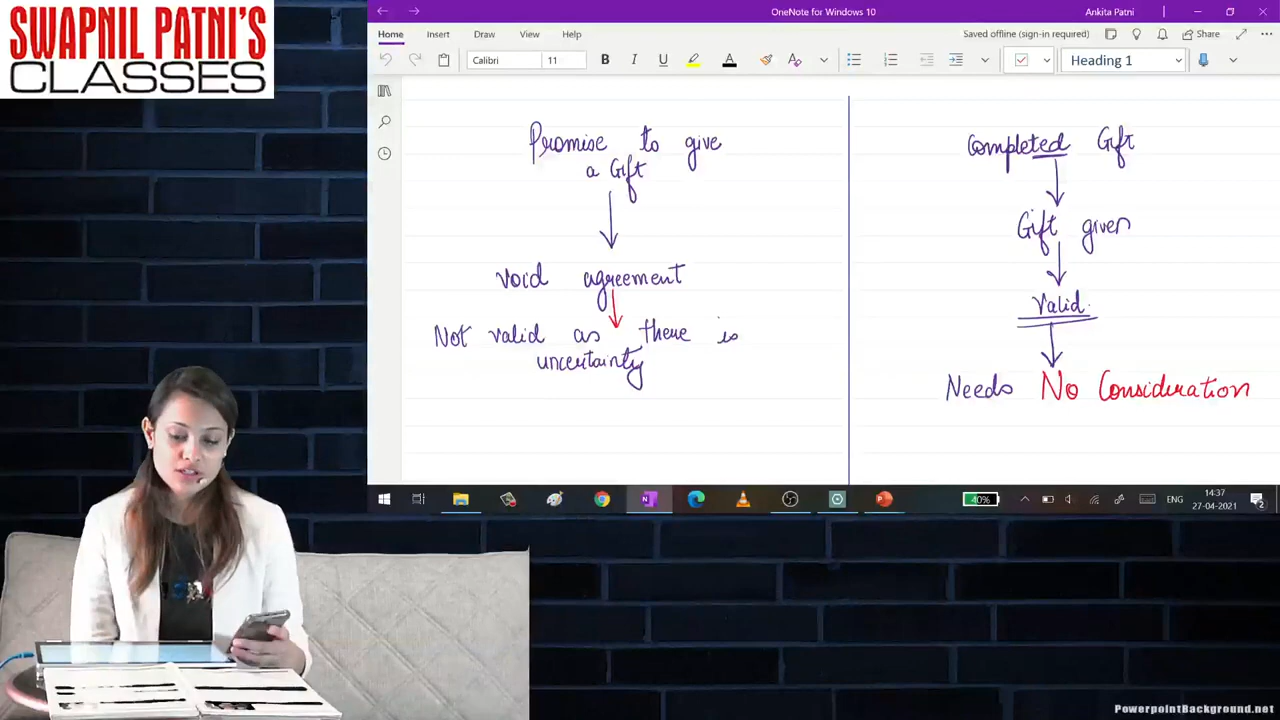 SWAPNIL PATNI'S
CLASSES
OneNote for Windows 10
Ankita Patni
Home Insert Draw View Help
Saved offline (sign-in required)
Share
Calibri 11 B I U A Heading 1
Promise to give
a Gift
Void agreement
Not valid as there is
uncertainty
Completed Gift
Gift given
Valid.
Needs No Consideration
40%
ENG
14:37
27-04-2021
2
PowerpointBackground.net